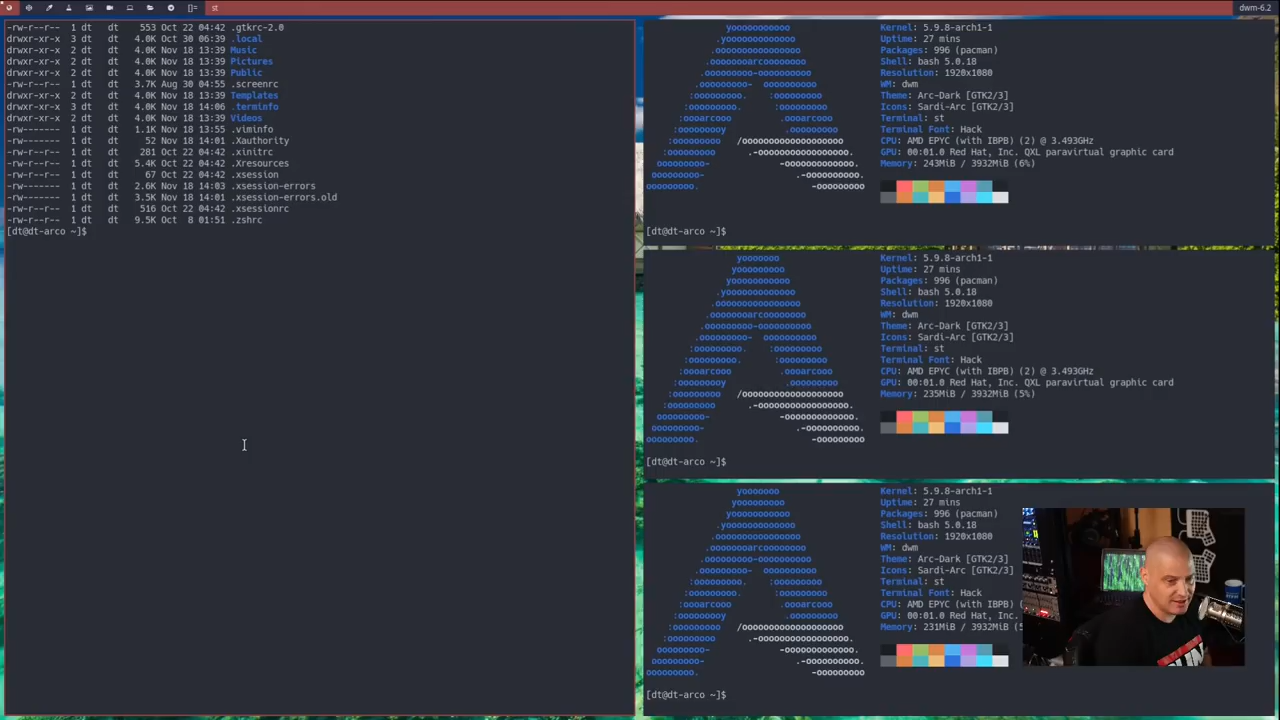 []= st dwm-6.2
-rw-r--r-- 1 dt dt 553 Oct 22 04:42 .gtkrc-2.0
drwxr-xr-x 3 dt dt 4.0K Oct 30 06:39 .local
drwxr-xr-x 2 dt dt 4.0K Nov 18 13:39 Music
drwxr-xr-x 2 dt dt 4.0K Nov 18 13:39 Pictures
drwxr-xr-x 2 dt dt 4.0K Nov 18 13:39 Public
-rw-r--r-- 1 dt dt 3.7K Aug 30 04:55 .screenrc
drwxr-xr-x 2 dt dt 4.0K Nov 18 13:39 Templates
drwxr-xr-x 3 dt dt 4.0K Nov 18 14:06 .terminfo
drwxr-xr-x 2 dt dt 4.0K Nov 18 13:39 Videos
-rw------- 1 dt dt 1.1K Nov 18 13:55 .viminfo
-rw------- 1 dt dt 52 Nov 18 14:01 .Xauthority
-rw-r--r-- 1 dt dt 281 Oct 22 04:42 .xinitrc
-rw-r--r-- 1 dt dt 5.4K Oct 22 04:42 .Xresources
-rw-r--r-- 1 dt dt 67 Oct 22 04:42 .xsession
-rw------- 1 dt dt 2.6K Nov 18 14:03 .xsession-errors
-rw------- 1 dt dt 3.5K Nov 18 14:01 .xsession-errors.old
-rw-r--r-- 1 dt dt 516 Oct 22 04:42 .xsessionrc
-rw-r--r-- 1 dt dt 9.5K Oct 8 01:51 .zshrc
[dt@dt-arco ~]$
Kernel: 5.9.8-arch1-1
Uptime: 27 mins
Packages: 996 (pacman)
Shell: bash 5.0.18
Resolution: 1920x1080
WM: dwm
Theme: Arc-Dark [GTK2/3]
Icons: Sardi-Arc [GTK2/3]
Terminal: st
Terminal Font: Hack
CPU: AMD EPYC (with IBPB) (2) @ 3.493GHz
GPU: 00:01.0 Red Hat, Inc. QXL paravirtual graphic card
Memory: 243MiB / 3932MiB (6%)
[dt@dt-arco ~]$
Kernel: 5.9.8-arch1-1
Uptime: 27 mins
Packages: 996 (pacman)
Shell: bash 5.0.18
Resolution: 1920x1080
WM: dwm
Theme: Arc-Dark [GTK2/3]
Icons: Sardi-Arc [GTK2/3]
Terminal: st
Terminal Font: Hack
CPU: AMD EPYC (with IBPB) (2) @ 3.493GHz
GPU: 00:01.0 Red Hat, Inc. QXL paravirtual graphic card
Memory: 235MiB / 3932MiB (5%)
[dt@dt-arco ~]$
Kernel: 5.9.8-arch1-1
Uptime: 27 mins
Packages: 996 (pacman)
Shell: bash 5.0.18
Resolution: 1920x1080
WM: dwm
Theme: Arc-Dark [GTK2/3]
Icons: Sardi-Arc [GTK2/3]
Terminal: st
Terminal Font: Hack
CPU: AMD EPYC (with IBPB) (
GPU: 00:01.0 Red Hat, Inc.
Memory: 231MiB / 3932MiB (5
[dt@dt-arco ~]$